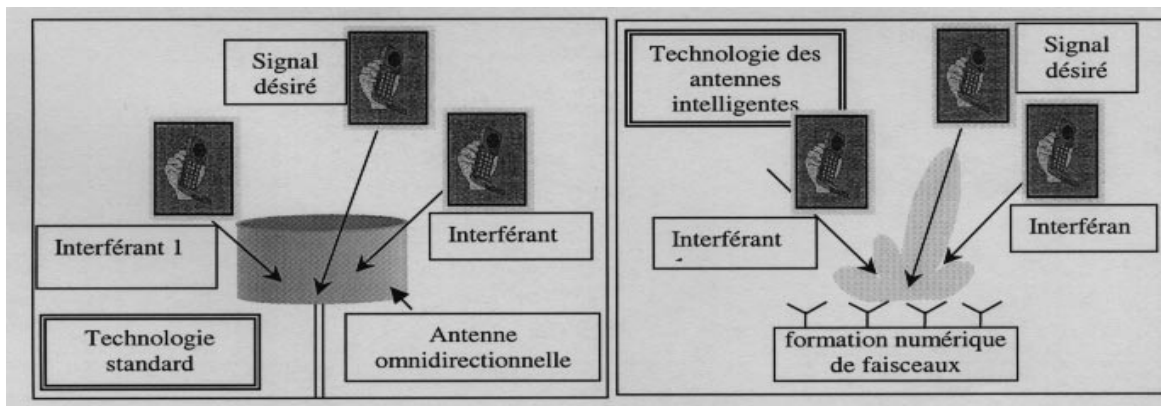 Signal
désiré
Interférant 1
Interférant
Technologie
standard
Antenne
omnidirectionnelle
Technologie des
antennes
intelligentes
Signal
désiré
Interférant
Interféran
formation numérique
de faisceaux